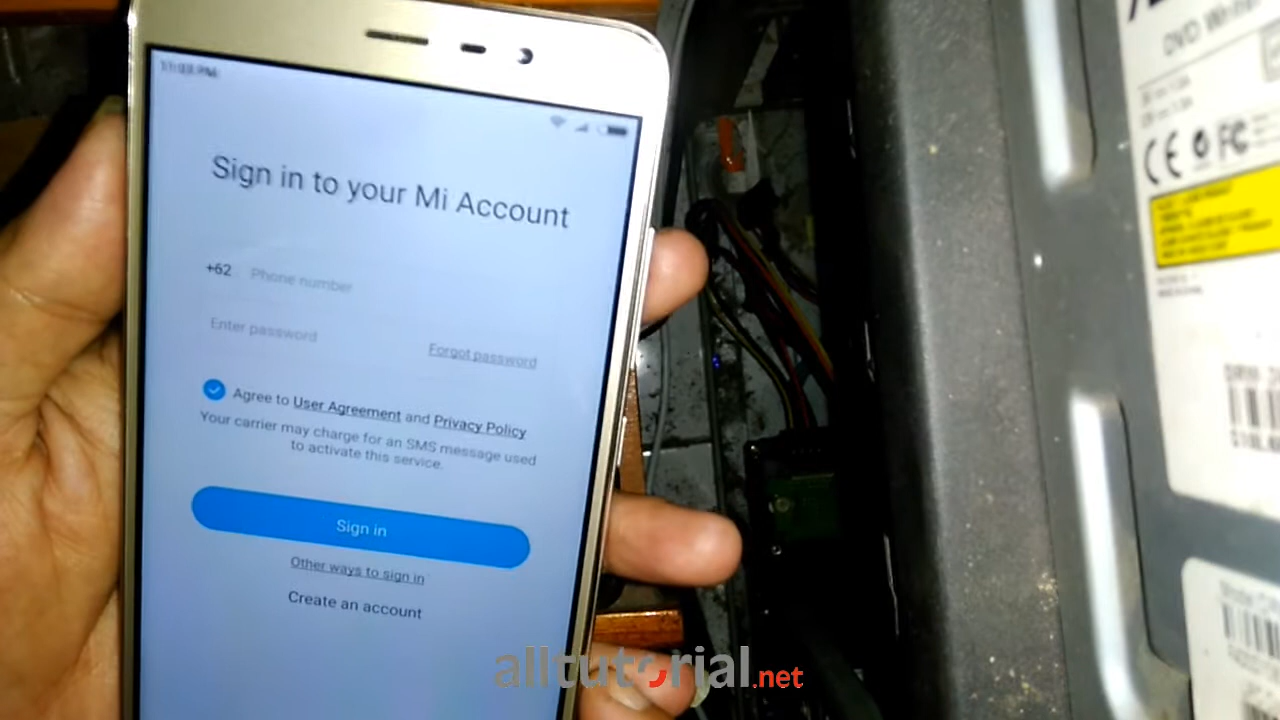 Sign in to your Mi Account
+62 Phone number
Enter password
Forgot password
Agree to User Agreement and Privacy Policy
Your carrier may charge for an SMS message used
to activate this service.
Sign in
Other ways to sign in
Create an account
DVD Writer
CE FC
alltutorial.net